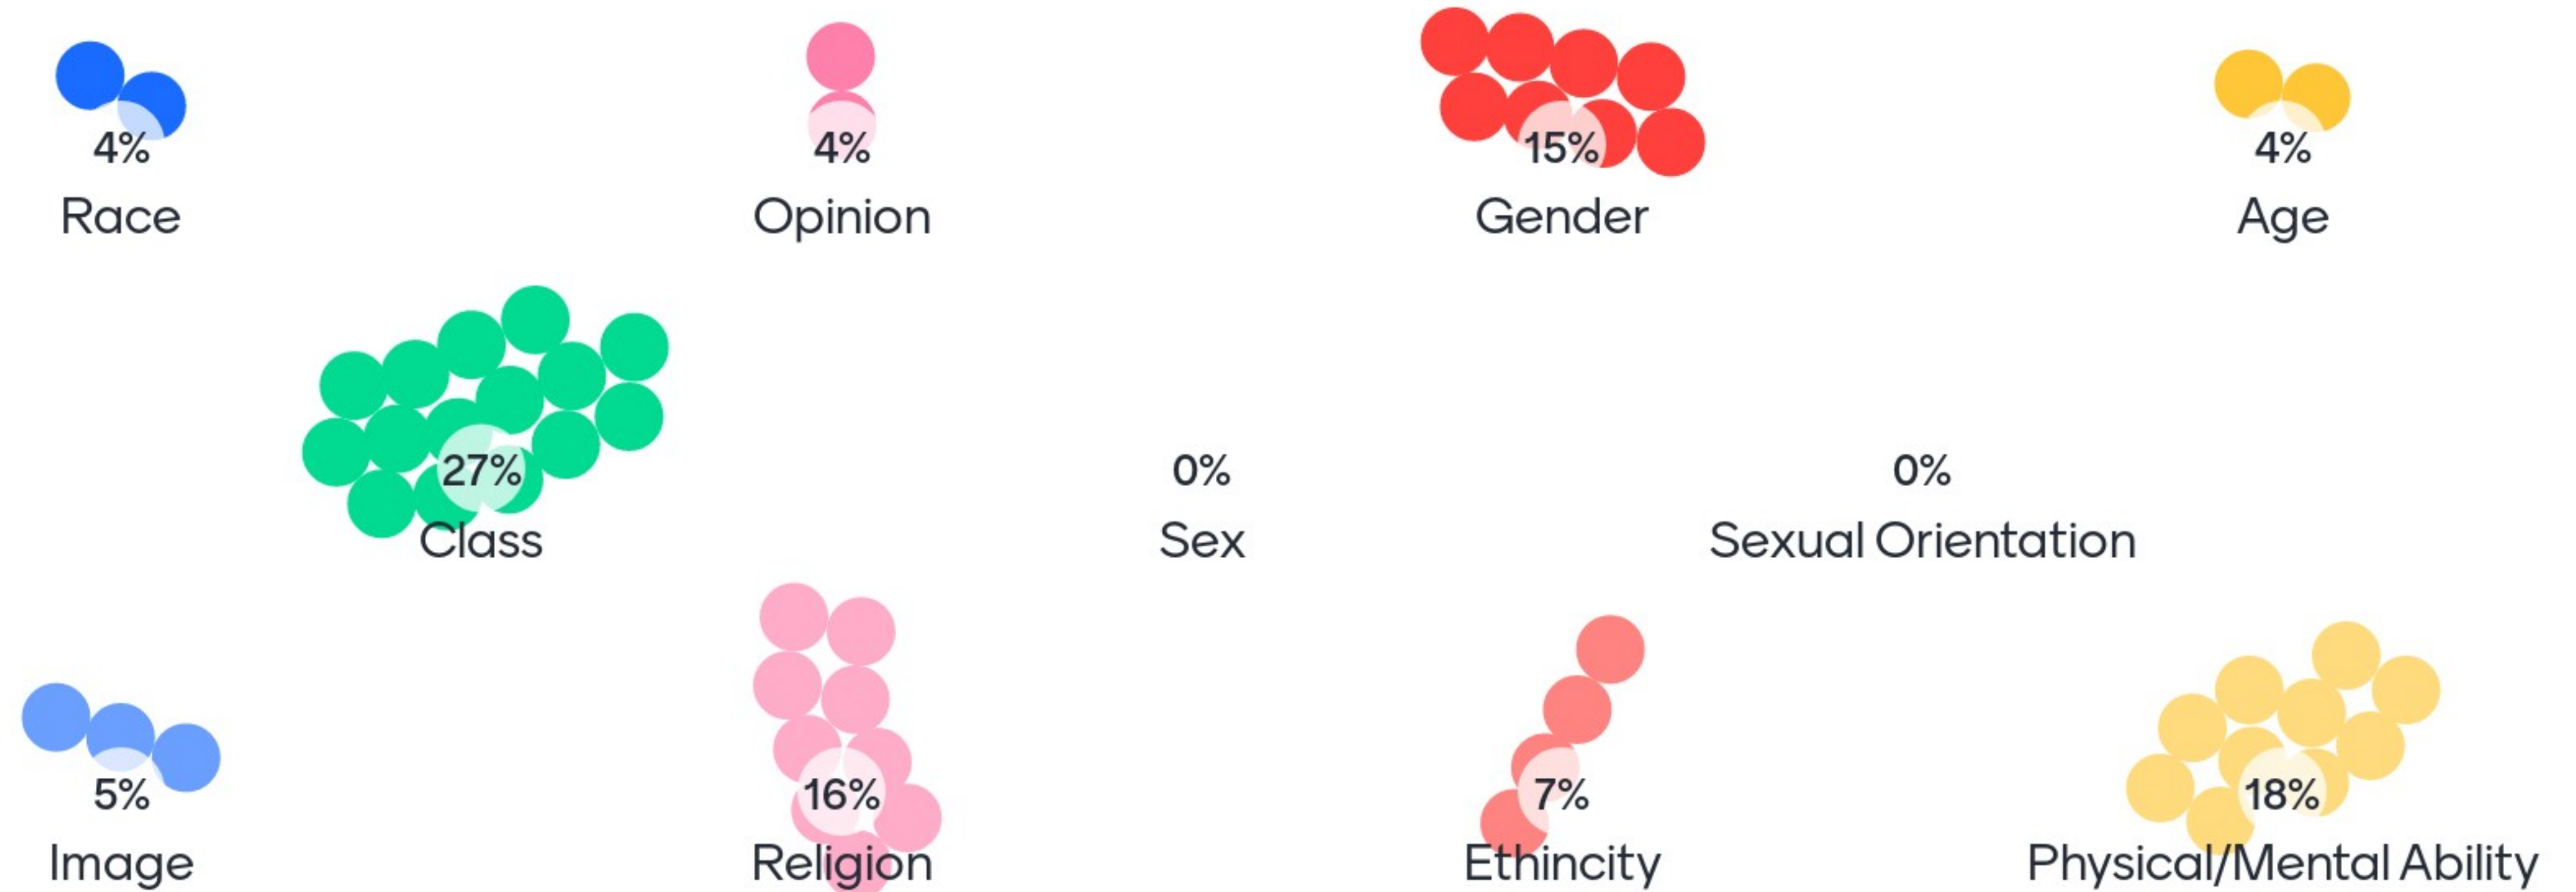 4%
Race
4%
Opinion
15%
Gender
4%
Age
27%
Class
0%
Sex
0%
Sexual Orientation
5%
Image
16%
Religion
7%
Ethincity
18%
Physical/Mental Ability